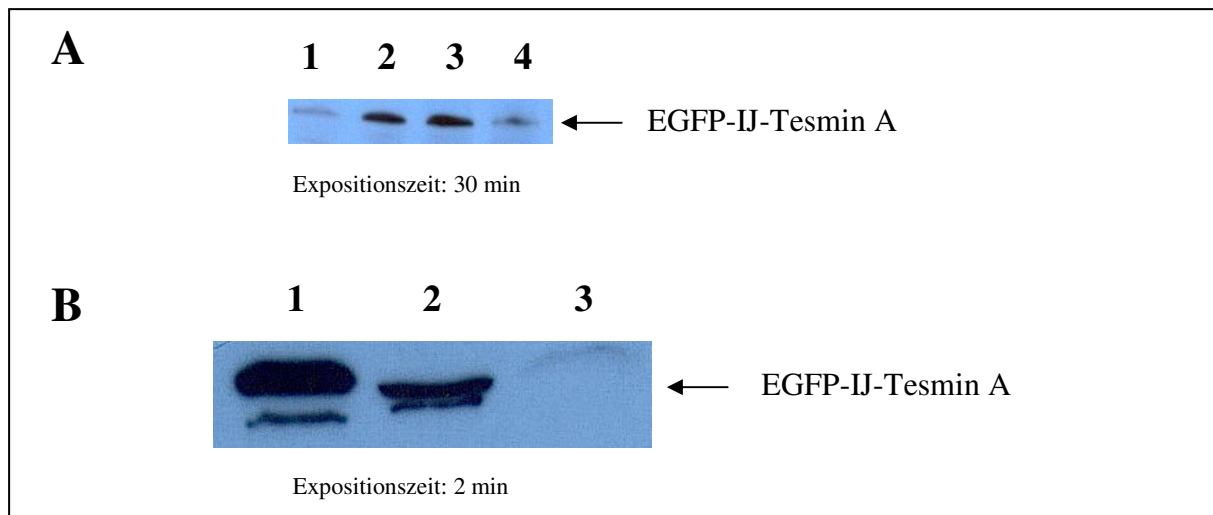 A
1 2 3 4
EGFP-IJ-Tesmin A
Expositionszeit: 30 min
B
1 2 3
EGFP-IJ-Tesmin A
Expositionszeit: 2 min